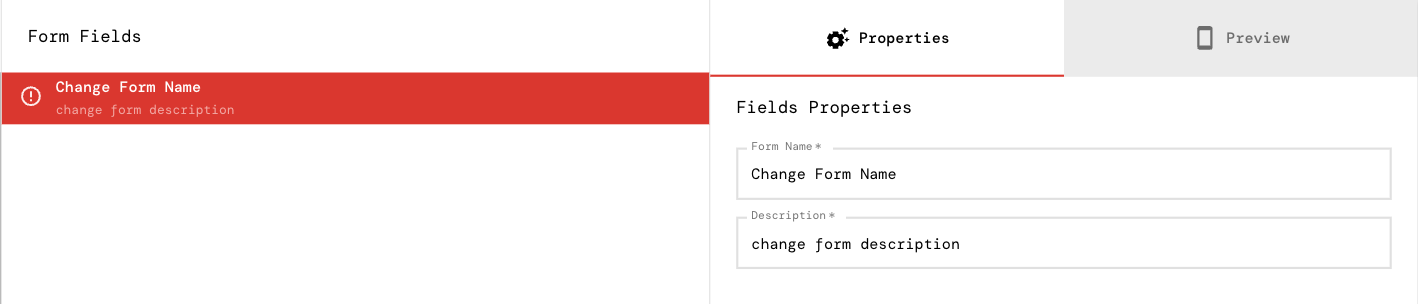 Form Fields
Change Form Name
change form description
Properties
Preview
Fields Properties
Form Name*
Change Form Name
Description*
change form description